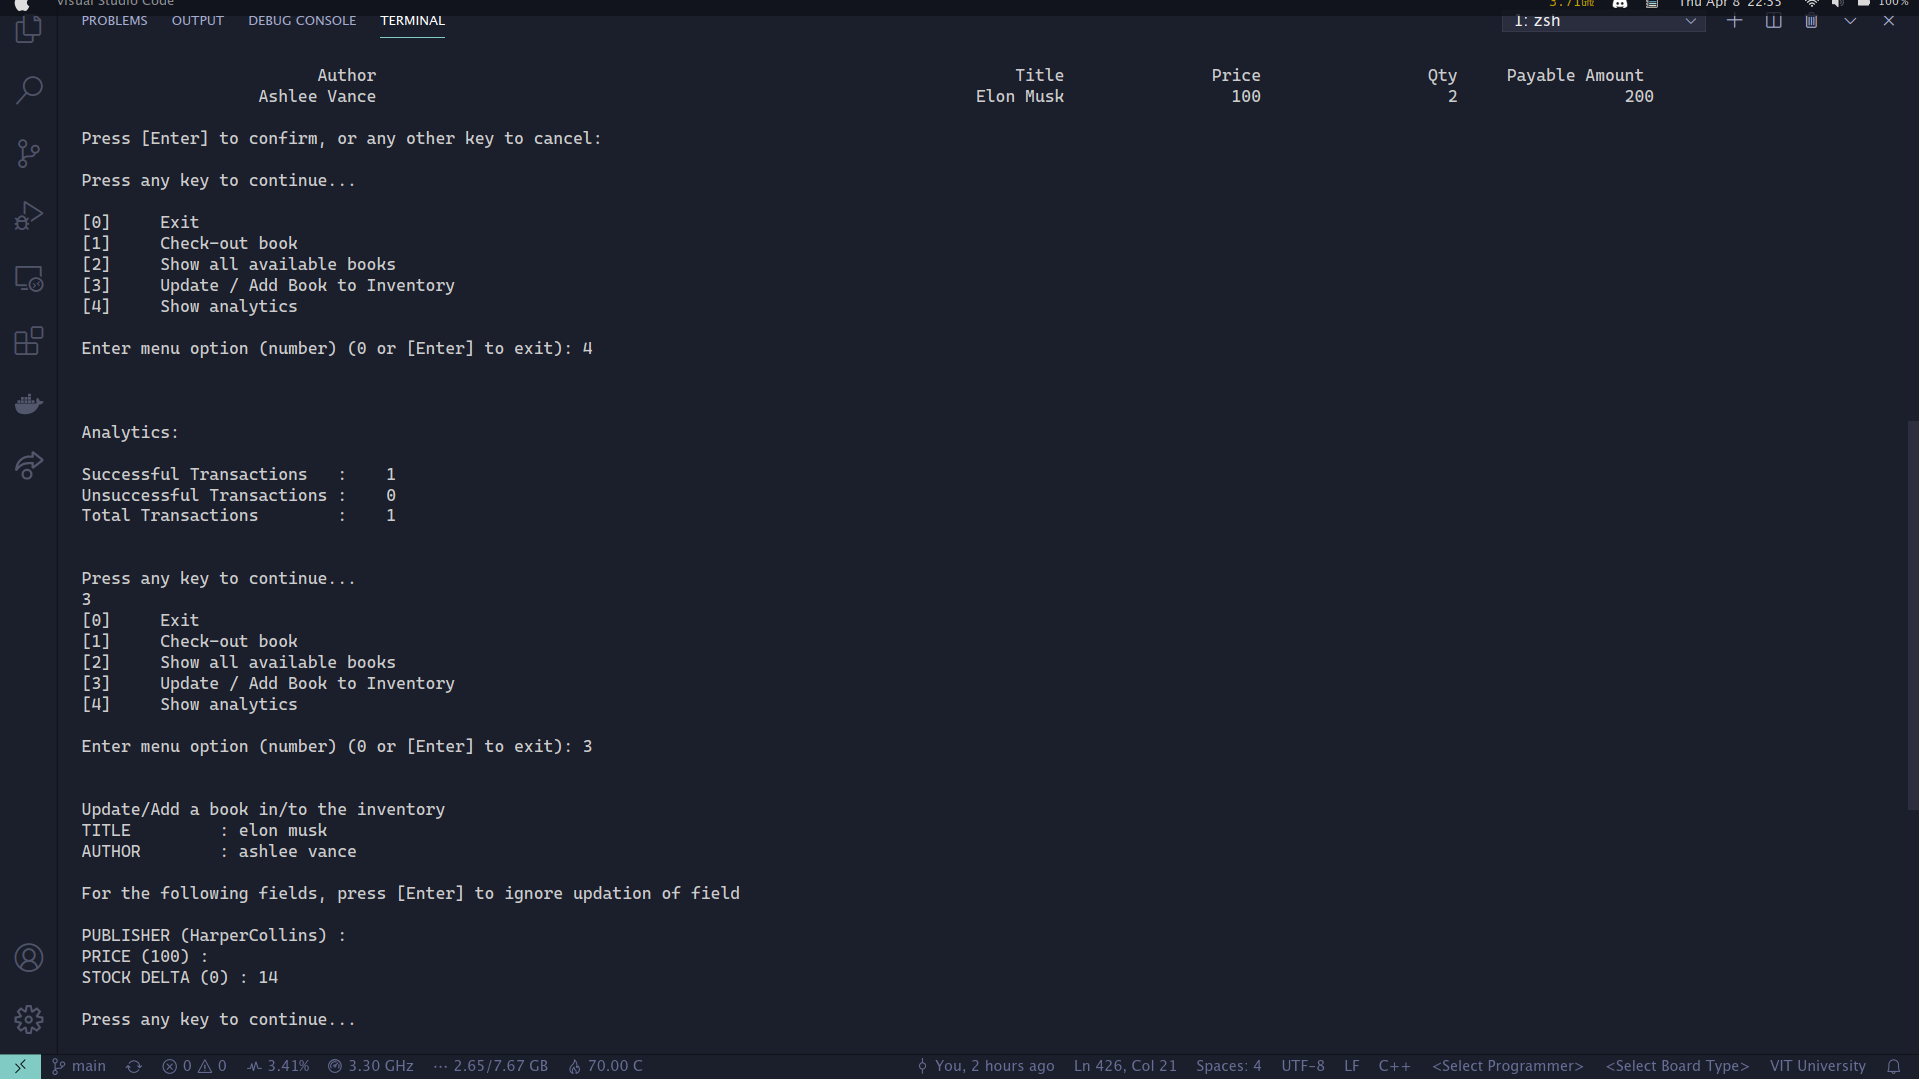 Visual Studio Code 3.71GHz Thu Apr 8 22:35 100%
PROBLEMS OUTPUT DEBUG CONSOLE TERMINAL 1: zsh
Author Title Price Qty Payable Amount
Ashlee Vance Elon Musk 100 2 200
Press [Enter] to confirm, or any other key to cancel:
Press any key to continue...
[0] Exit
[1] Check-out book
[2] Show all available books
[3] Update / Add Book to Inventory
[4] Show analytics
Enter menu option (number) (0 or [Enter] to exit): 4
Analytics:
Successful Transactions : 1
Unsuccessful Transactions : 0
Total Transactions : 1
Press any key to continue...
3
[0] Exit
[1] Check-out book
[2] Show all available books
[3] Update / Add Book to Inventory
[4] Show analytics
Enter menu option (number) (0 or [Enter] to exit): 3
Update/Add a book in/to the inventory
TITLE : elon musk
AUTHOR : ashlee vance
For the following fields, press [Enter] to ignore updation of field
PUBLISHER (HarperCollins) :
PRICE (100) :
STOCK DELTA (0) : 14
Press any key to continue...
main 0 0 3.41% 3.30 GHz 2.65/7.67 GB 70.00 C You, 2 hours ago Ln 426, Col 21 Spaces: 4 UTF-8 LF C++ <Select Programmer> <Select Board Type> VIT University